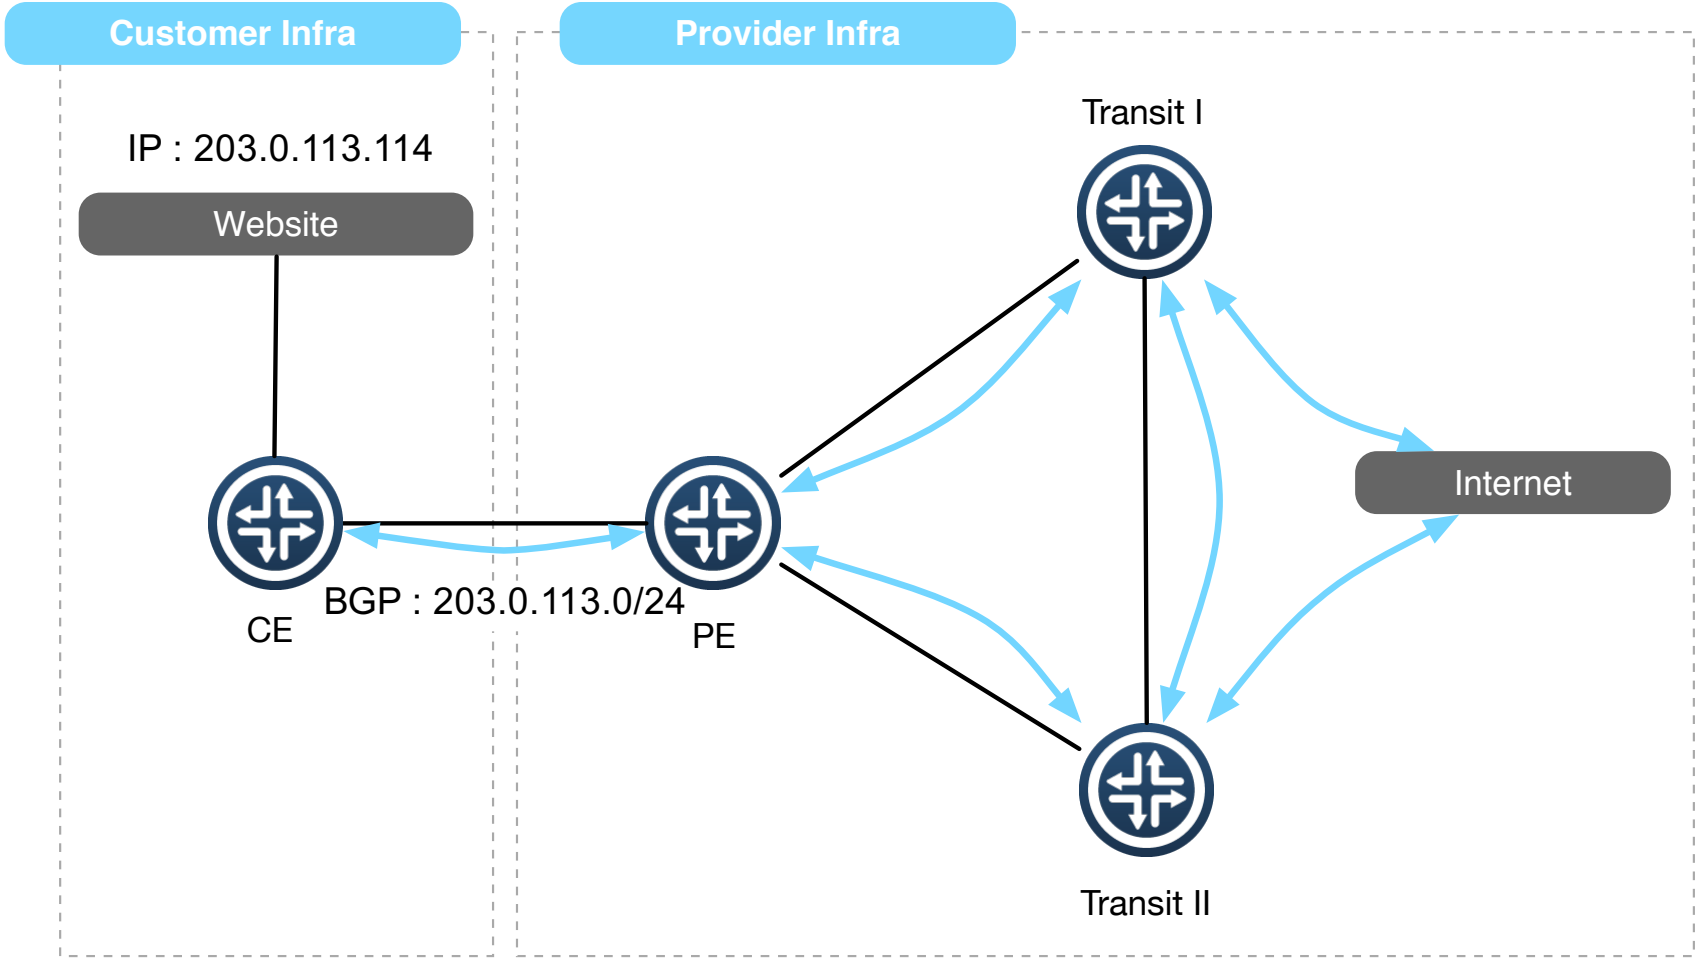 Customer Infra
Provider Infra
Transit I
IP : 203.0.113.114
Website
Internet
BGP : 203.0.113.0/24
CE
PE
Transit II